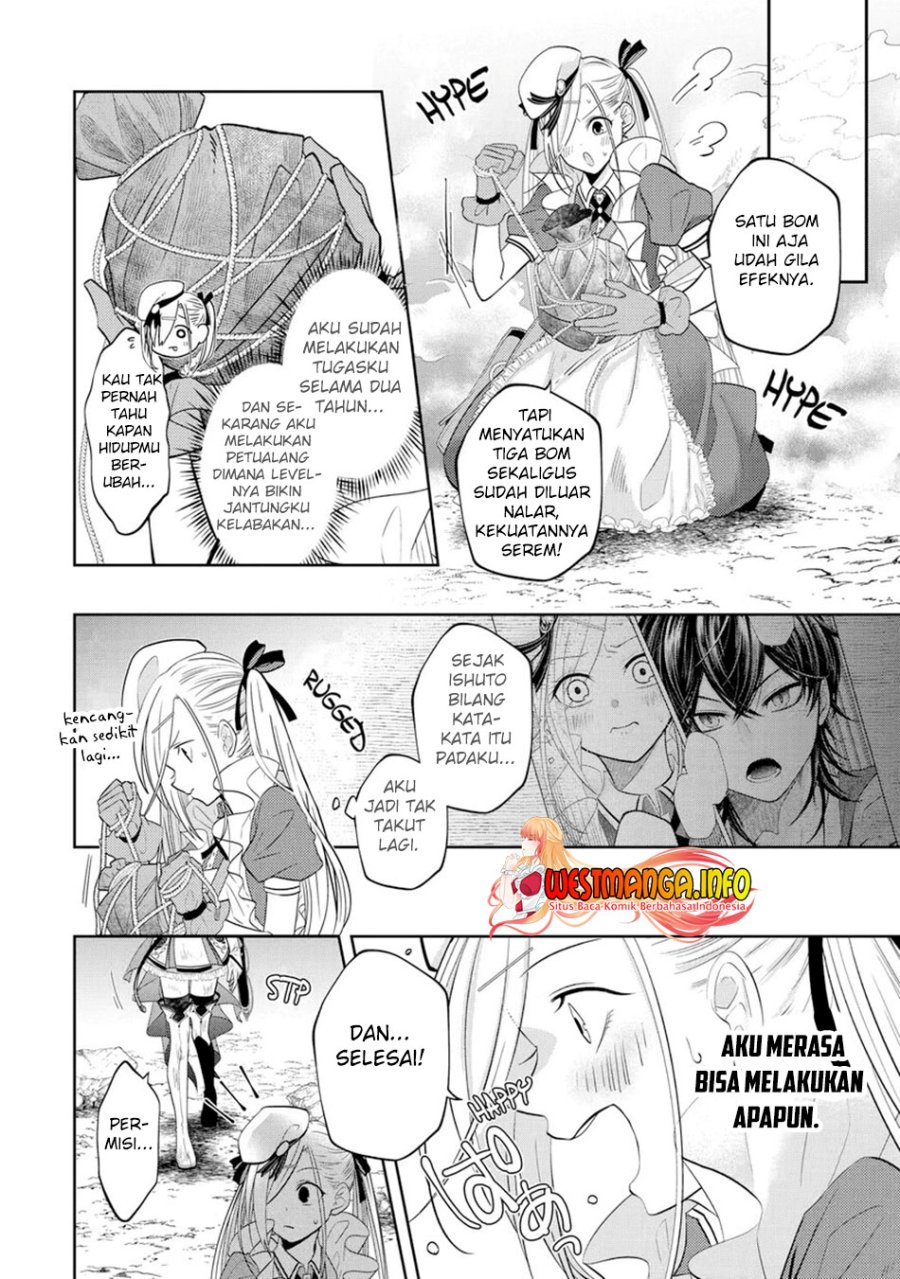 HYPE
SATU BOM
INI AJA
UDAH GILA
EFEKNYA.
HYPE
TAPI
MENYATUKAN
TIGA BOM
SEKALIGUS
SUDAH DILUAR
NALAR,
KEKUATANNYA
SEREM!
AKU SUDAH
MELAKUKAN
TUGASKU
SELAMA DUA
TAHUN...
DAN SE-
KARANG AKU
MELAKUKAN
PETUALANG
DIMANA LEVEL-
NYA BIKIN
JANTUNGKU
KELABAKAN...
KAU TAK
PERNAH
TAHU
KAPAN
HIDUPMU
BER-
UBAH...
SEJAK
ISHUTO
BILANG
KATA-
KATA ITU
PADAKU...
AKU
JADI TAK
TAKUT
LAGI.
RUGGED
kencang-
kan sedikit
lagi...
WESTMANGA.INFO
Situs Baca Komik Berbahasa Indonesia
AKU MERASA
BISA MELAKUKAN
APAPUN.
DAN...
SELESAI!
HAPPY
STP
PER-
MISI...